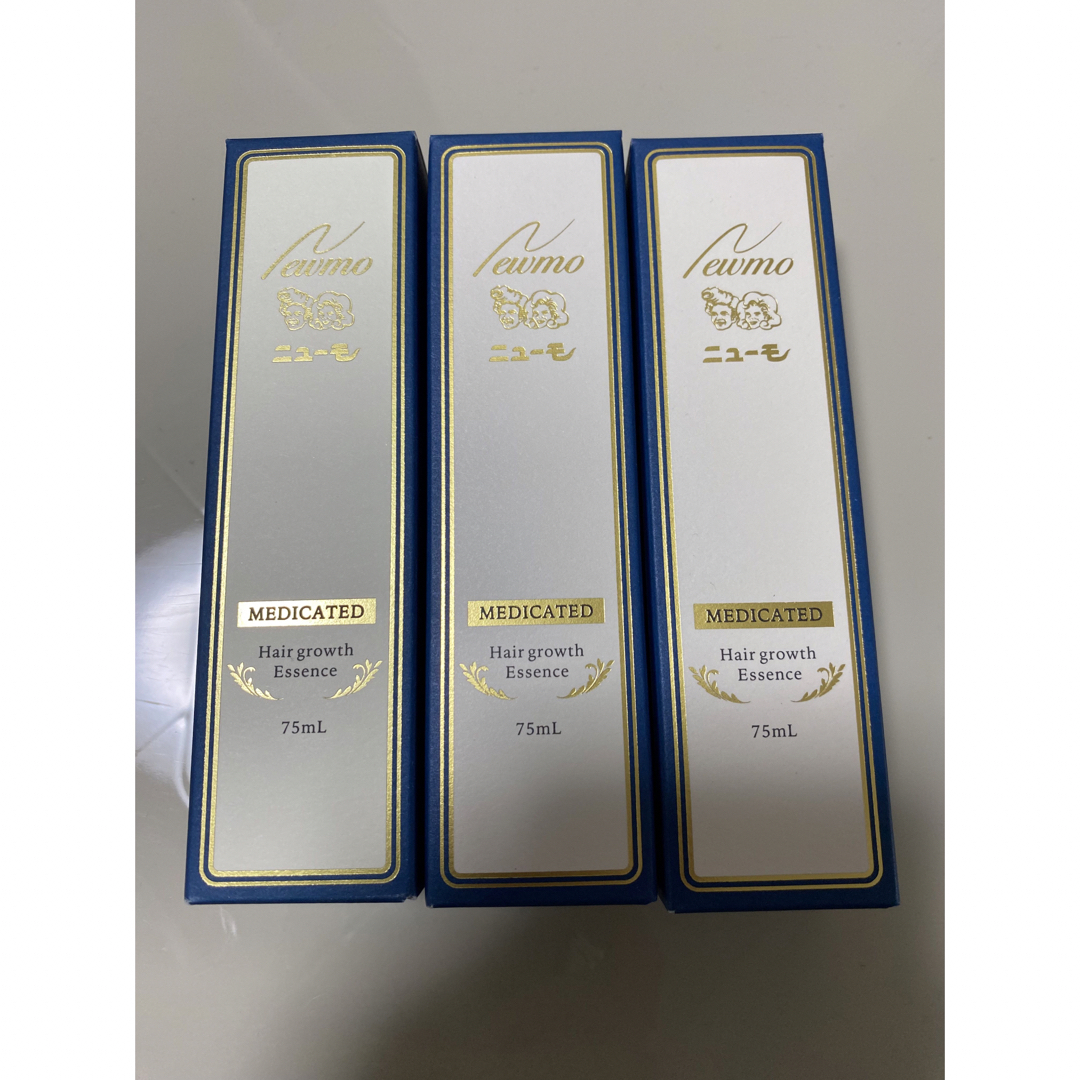 Newmo
ニューモ
MEDICATED
Hair growth
Essence
75mL
Newmo
ニューモ
MEDICATED
Hair growth
Essence
75mL
Newmo
ニューモ
MEDICATED
Hair growth
Essence
75mL